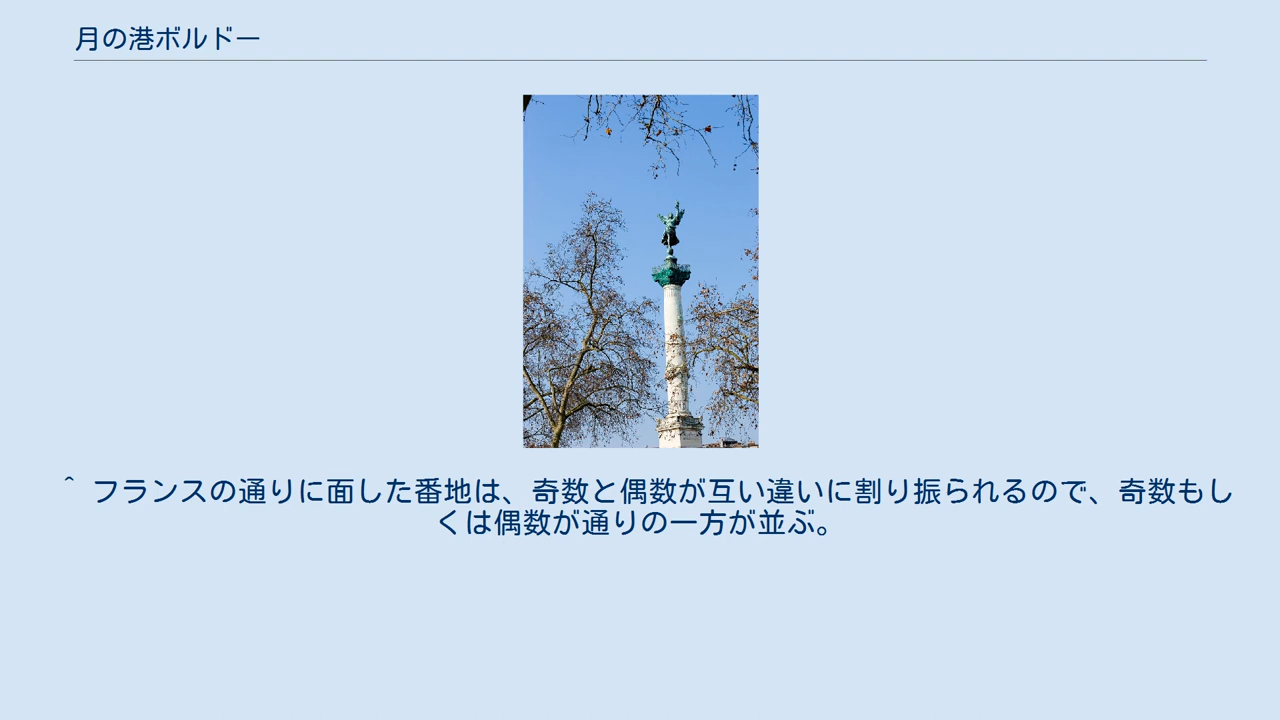 月の港ボルドー
^ フランスの通りに面した番地は、奇数と偶数が互い違いに割り振られるので、奇数もし
くは偶数が通りの一方が並ぶ。